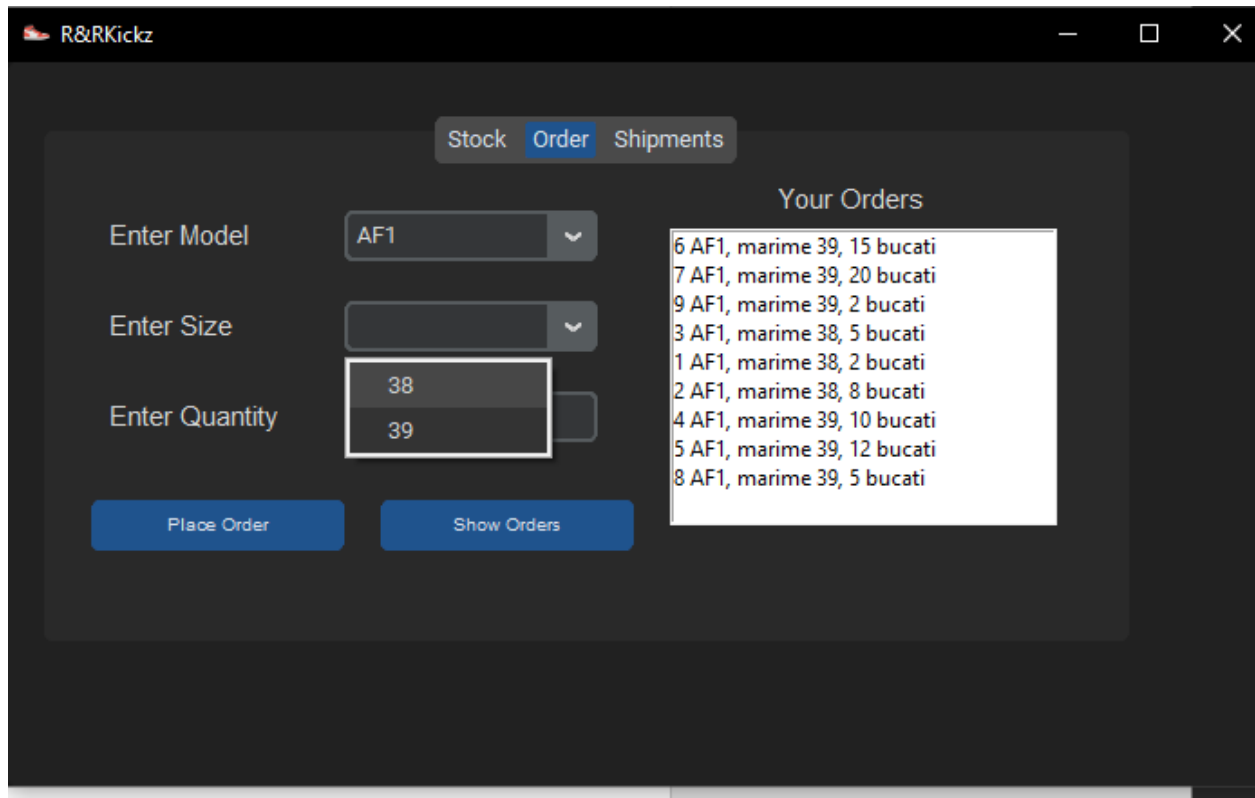 R&RKickz
Stock Order Shipments
Enter Model
AF1
Enter Size
38
39
Enter Quantity
Place Order
Show Orders
Your Orders
6 AF1, marime 39, 15 bucati
7 AF1, marime 39, 20 bucati
9 AF1, marime 39, 2 bucati
3 AF1, marime 38, 5 bucati
1 AF1, marime 38, 2 bucati
2 AF1, marime 38, 8 bucati
4 AF1, marime 39, 10 bucati
5 AF1, marime 39, 12 bucati
8 AF1, marime 39, 5 bucati